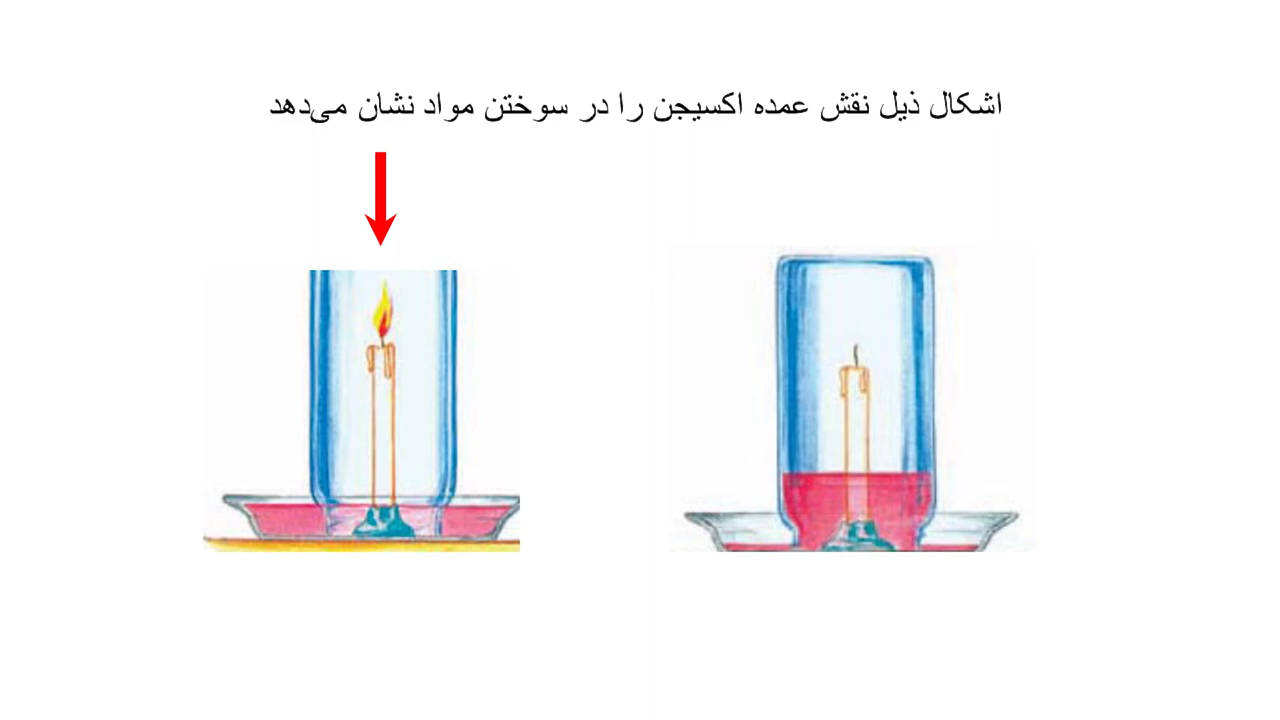 اشکال ذیل نقش عمده اکسیجن را در سوختن مواد نشان می‌دهد